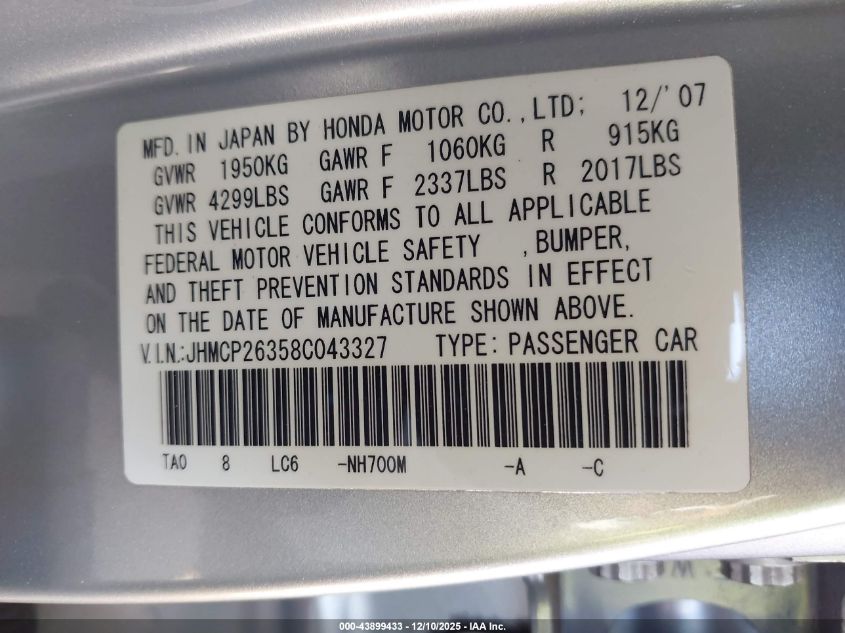 MFD. IN JAPAN BY HONDA MOTOR CO., LTD; 12/'07
GVWR 1950KG GAWR F 1060KG R 915KG
GVWR 4299LBS GAWR F 2337LBS R 2017LBS
THIS VEHICLE CONFORMS TO ALL APPLICABLE
FEDERAL MOTOR VEHICLE SAFETY , BUMPER,
AND THEFT PREVENTION STANDARDS IN EFFECT
ON THE DATE OF MANUFACTURE SHOWN ABOVE.
V.I.N.:JHMCP26358C043327 TYPE: PASSENGER CAR
TA0 8 LC6 -NH700M -A -C
000-43899433 - 12/10/2025 - IAA Inc.